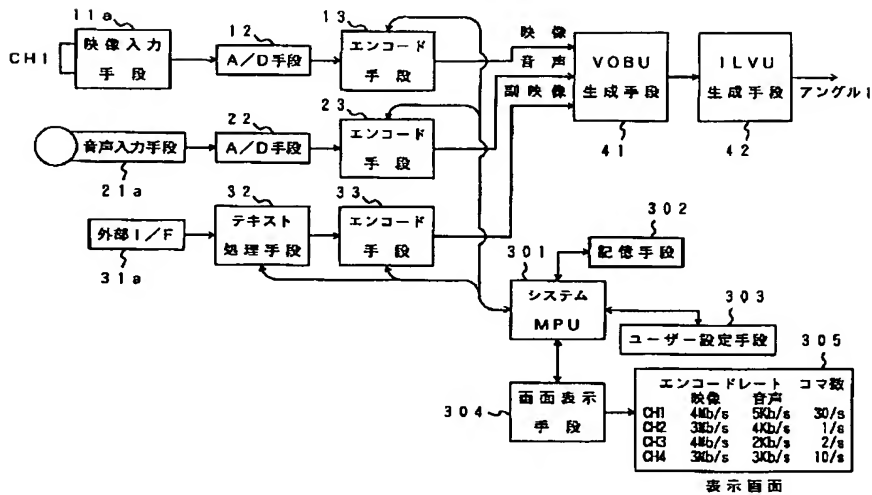 11a
映像入力
手段
CH1
12
A/D手段
13
エンコード
手段
映像
音声
副映像
VOBU
生成手段
41
ILVU
生成手段
42
アングル1
音声入力手段
21a
22
A/D手段
23
エンコード
手段
外部I/F
31a
32
テキスト
処理手段
33
エンコード
手段
301
システム
MPU
302
記憶手段
303
ユーザー設定手段
304
画面表示
手段
305
エンコードレート コマ数
映像 音声
CH1 4Mb/s 5Kb/s 30/s
CH2 3Mb/s 4Kb/s 1/s
CH3 4Mb/s 2Kb/s 2/s
CH4 3Mb/s 3Kb/s 10/s
表示画面